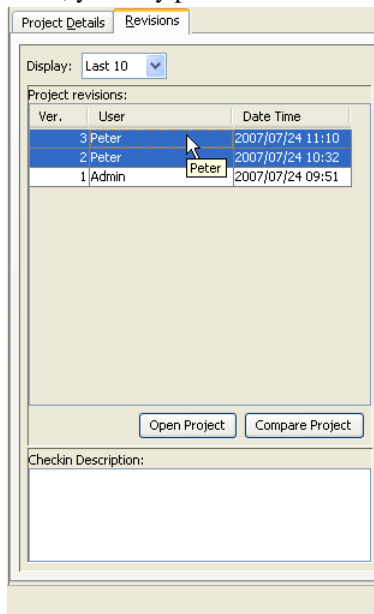 Project Details Revisions
Display: Last 10
Project revisions:
Ver. User Date Time
3 Peter 2007/07/24 11:10
2 Peter 2007/07/24 10:32
Peter
1 Admin 2007/07/24 09:51
Open Project Compare Project
Checkin Description: